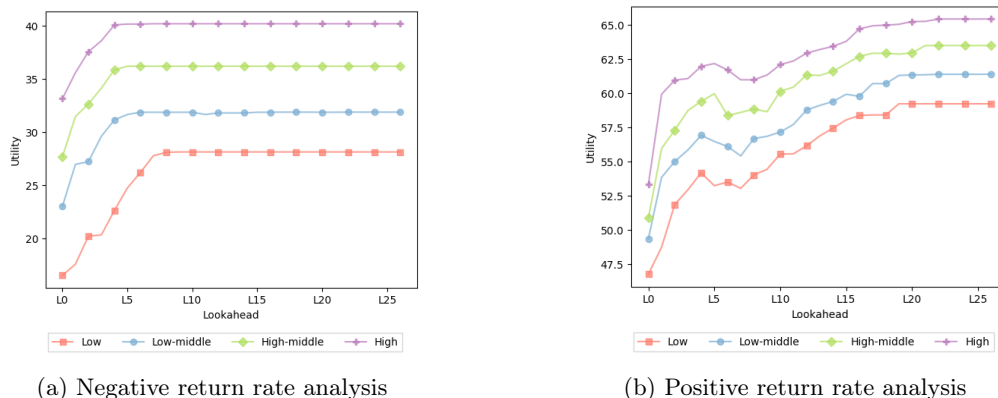 40
35
30
25
20
Utility
L0 L5 L10 L15 L20 L25
Lookahead
Low Low-middle High-middle High
(a) Negative return rate analysis
65.0
62.5
60.0
57.5
55.0
52.5
50.0
47.5
Utility
L0 L5 L10 L15 L20 L25
Lookahead
Low Low-middle High-middle High
(b) Positive return rate analysis